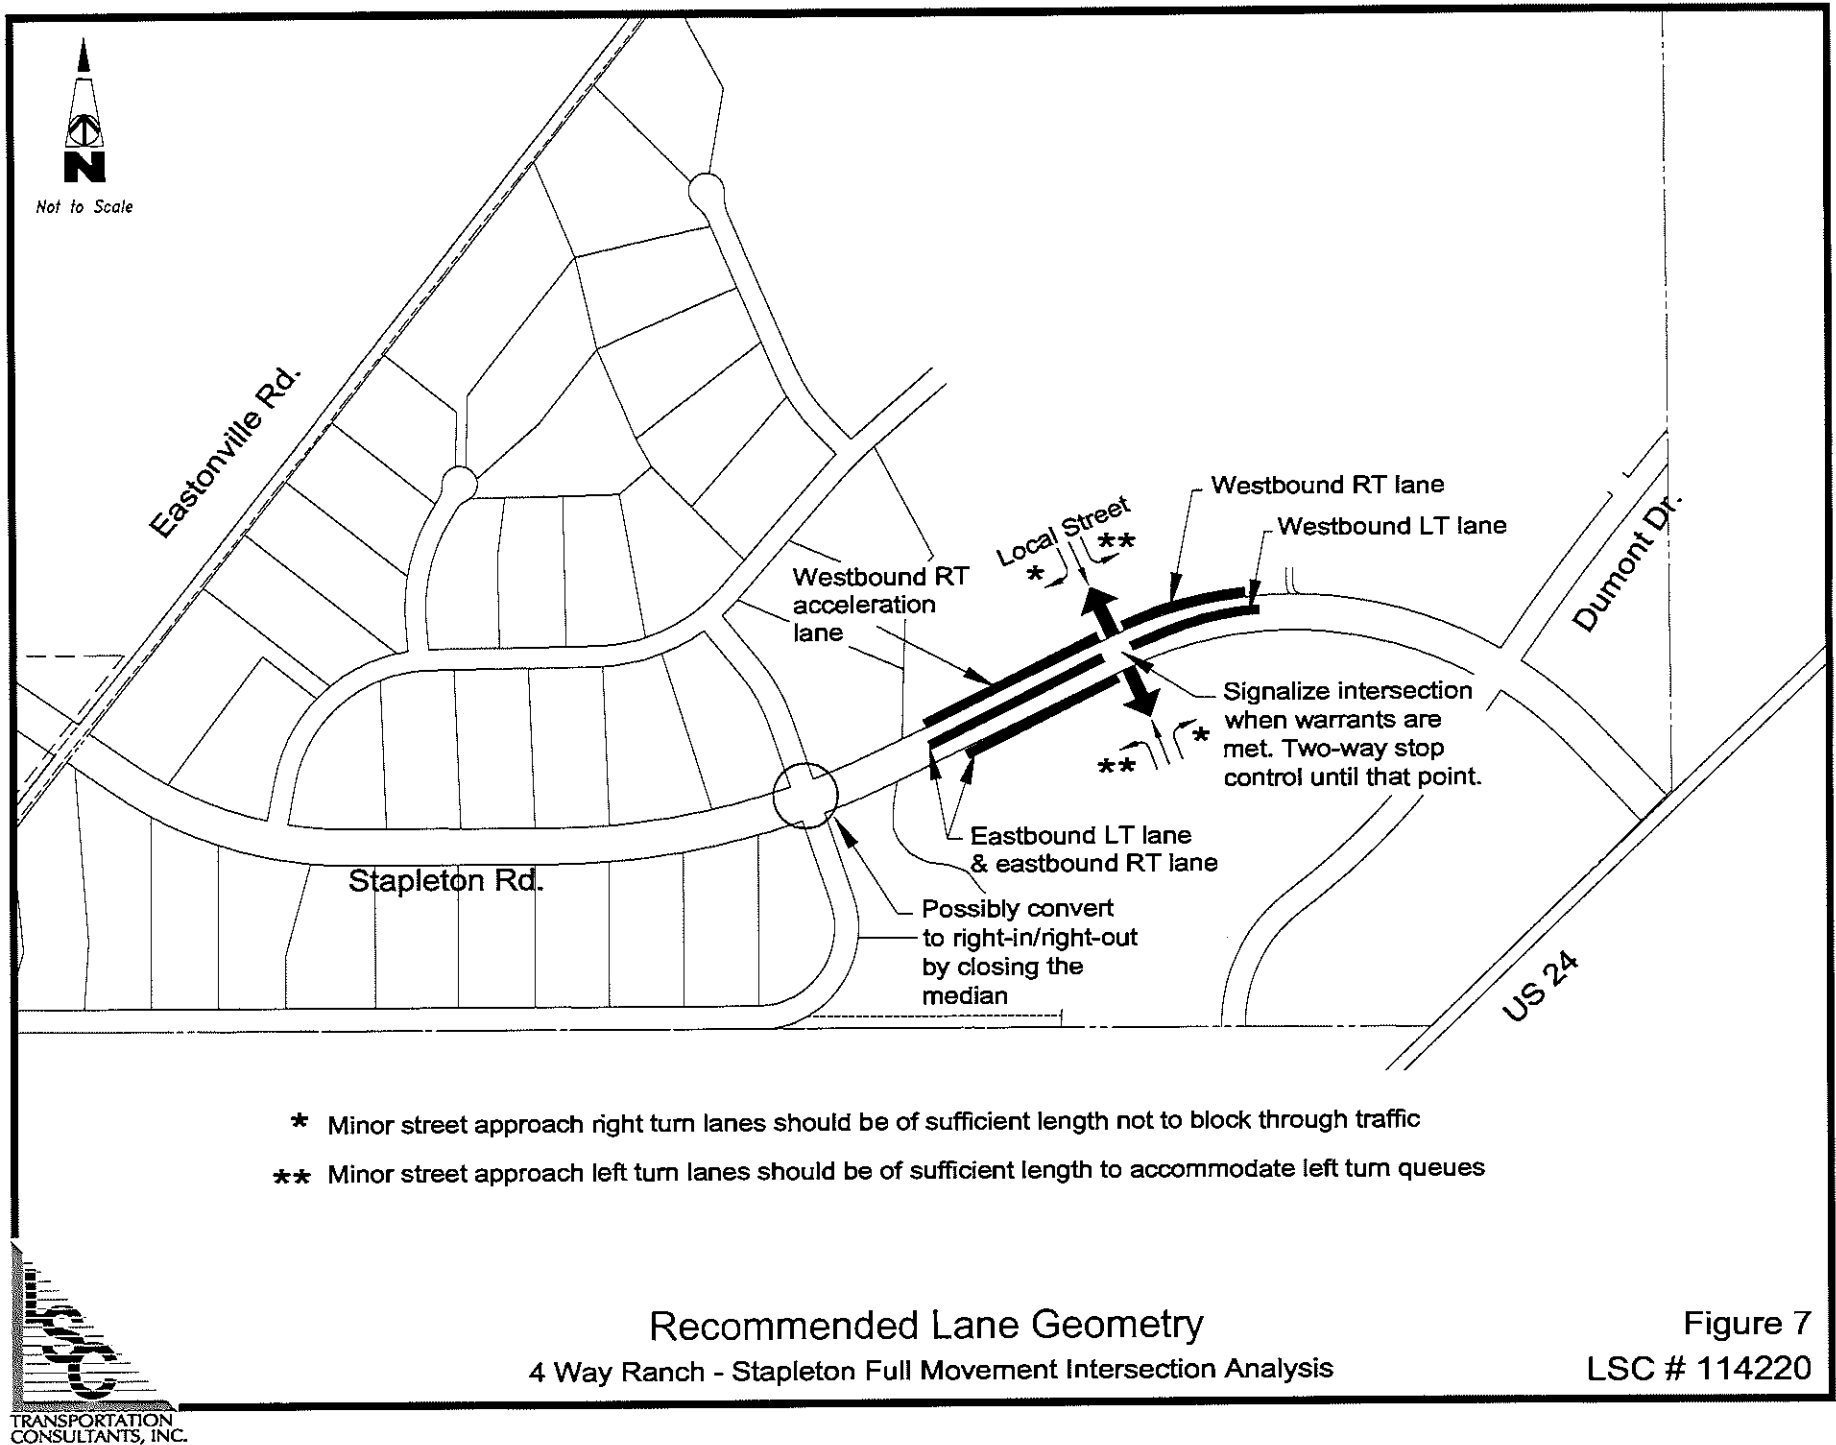 N
Not to Scale
Eastonville Rd.
Westbound RT lane
Westbound LT lane
Local Street
**
*
Dumont Dr.
Westbound RT
acceleration
lane
Signalize intersection
when warrants are
met. Two-way stop
control until that point.
*
**
Eastbound LT lane
& eastbound RT lane
Stapleton Rd.
Possibly convert
to right-in/right-out
by closing the
median
US 24
* Minor street approach right turn lanes should be of sufficient length not to block through traffic
** Minor street approach left turn lanes should be of sufficient length to accommodate left turn queues
LSC
TRANSPORTATION
CONSULTANTS, INC.
Recommended Lane Geometry
4 Way Ranch - Stapleton Full Movement Intersection Analysis
Figure 7
LSC # 114220